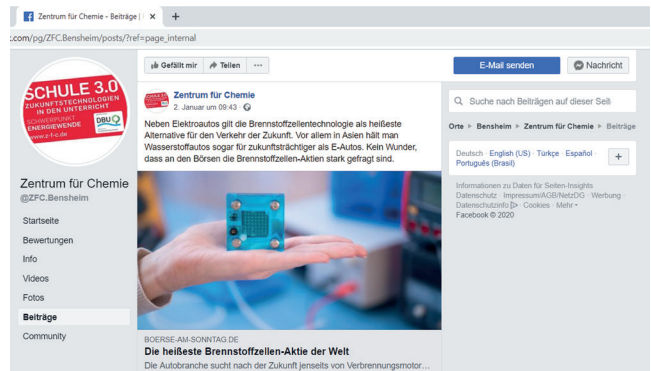 Zentrum für Chemie - Beiträge |
.com/pg/ZFC.Bensheim/posts/?ref=page_internal
SCHULE 3.0
ZUKUNFTSTECHNOLOGIEN
IN DEN UNTERRICHT
SCHWERPUNKT
ENERGIEWENDE
DBU
www.z-f-c.de
Zentrum für Chemie
@ZFC.Bensheim
Startseite
Bewertungen
Info
Videos
Fotos
Beiträge
Community
Gefällt mir Teilen ...
Zentrum für Chemie
2. Januar um 09:43 ·
Neben Elektroautos gilt die Brennstoffzellentechnologie als heißeste
Alternative für den Verkehr der Zukunft. Vor allem in Asien hält man
Wasserstoffautos sogar für zukunftsträchtiger als E-Autos. Kein Wunder,
dass an den Börsen die Brennstoffzellen-Aktien stark gefragt sind.
BOERSE-AM-SONNTAG.DE
Die heißeste Brennstoffzellen-Aktie der Welt
Die Autobranche sucht nach der Zukunft jenseits von Verbrennungsmotor…
E-Mail senden Nachricht
Suche nach Beiträgen auf dieser Seit
Orte Bensheim Zentrum für Chemie Beiträge
Deutsch · English (US) · Türkçe · Español ·
Português (Brasil)
Informationen zu Daten für Seiten-Insights
Datenschutz · Impressum/AGB/NetzDG · Werbung ·
Datenschutzinfo · Cookies · Mehr
Facebook © 2020